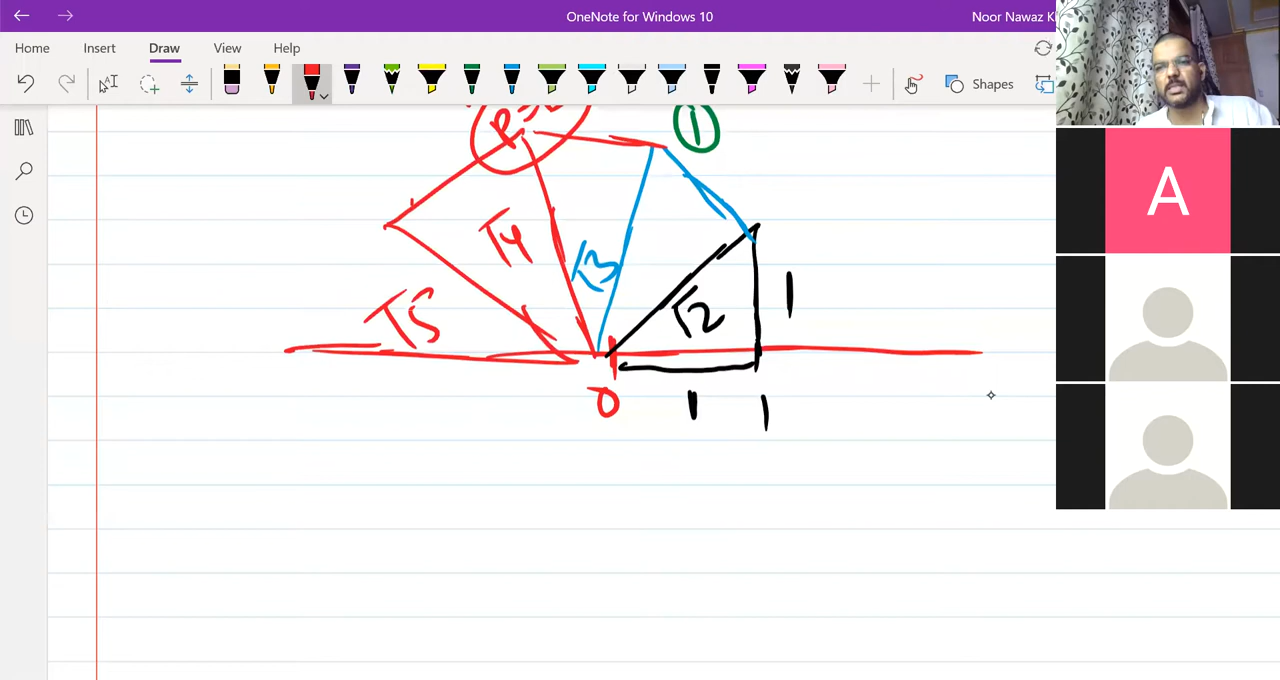 OneNote for Windows 10
Noor Nawaz K
Home Insert Draw View Help
Shapes
1
√4
√3
√5
√2
1
0
1
1
A